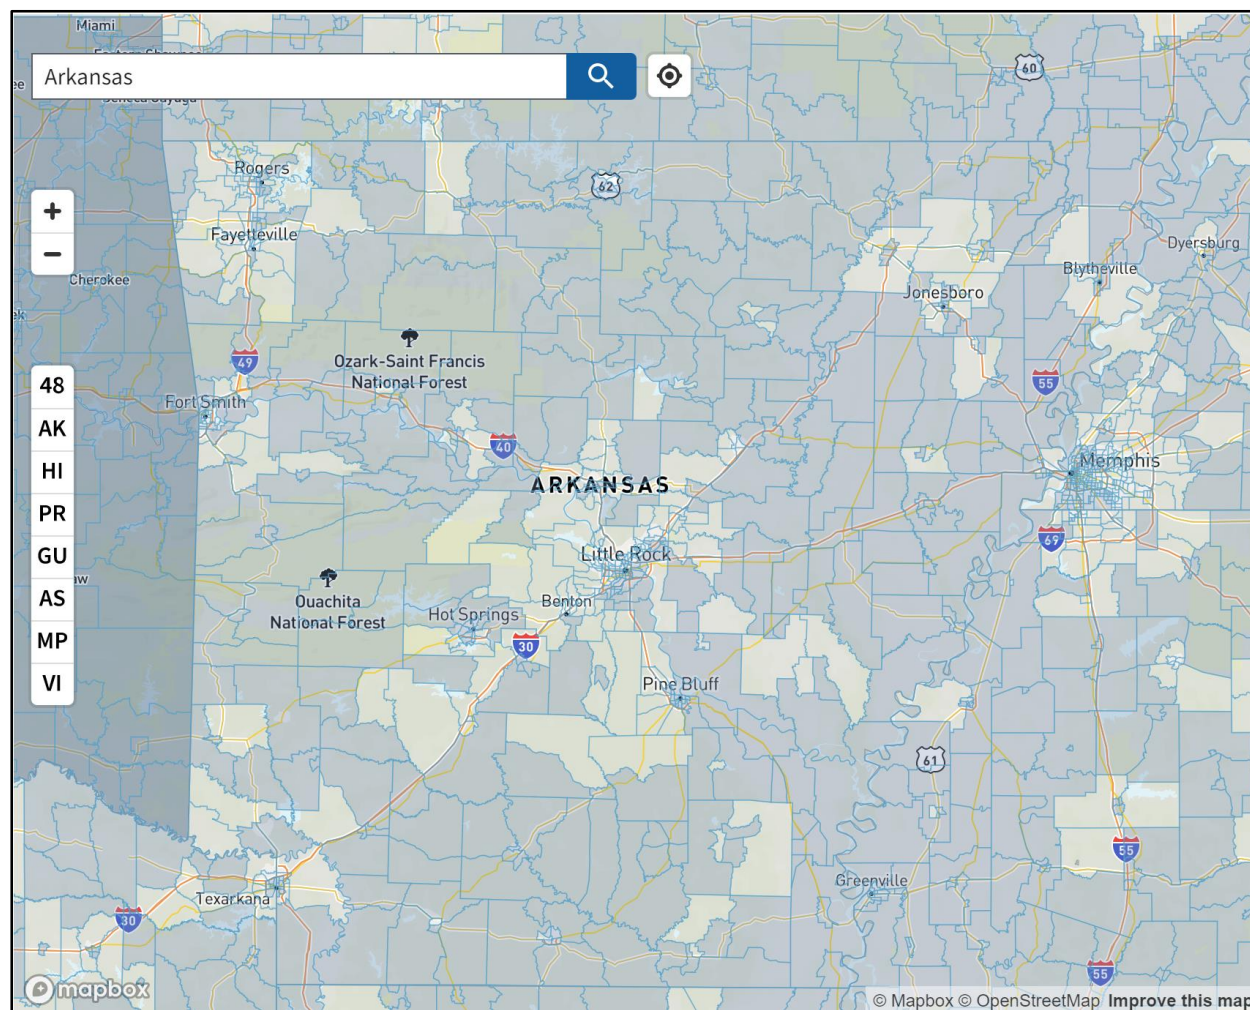 Miami
Arkansas
60
Rogers
62
+
Fayetteville
−
Dyersburg
Cherokee
Blytheville
Jonesboro
Ozark-Saint Francis
National Forest
49
48
55
Fort Smith
AK
40
HI
Memphis
ARKANSAS
PR
69
GU
Little Rock
AS
Ouachita
National Forest
Benton
Hot Springs
MP
30
VI
Pine Bluff
61
55
Greenville
Texarkana
30
55
mapbox
© Mapbox © OpenStreetMap Improve this map